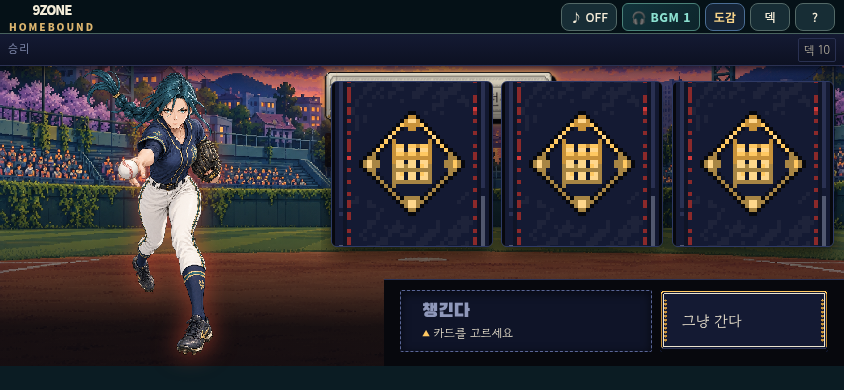 9ZONE
HOMEBOUND
♪ OFF
🎧 BGM 1
도감
덱
?
승리
덱 10
챙긴다
▲ 카드를 고르세요
그냥 간다